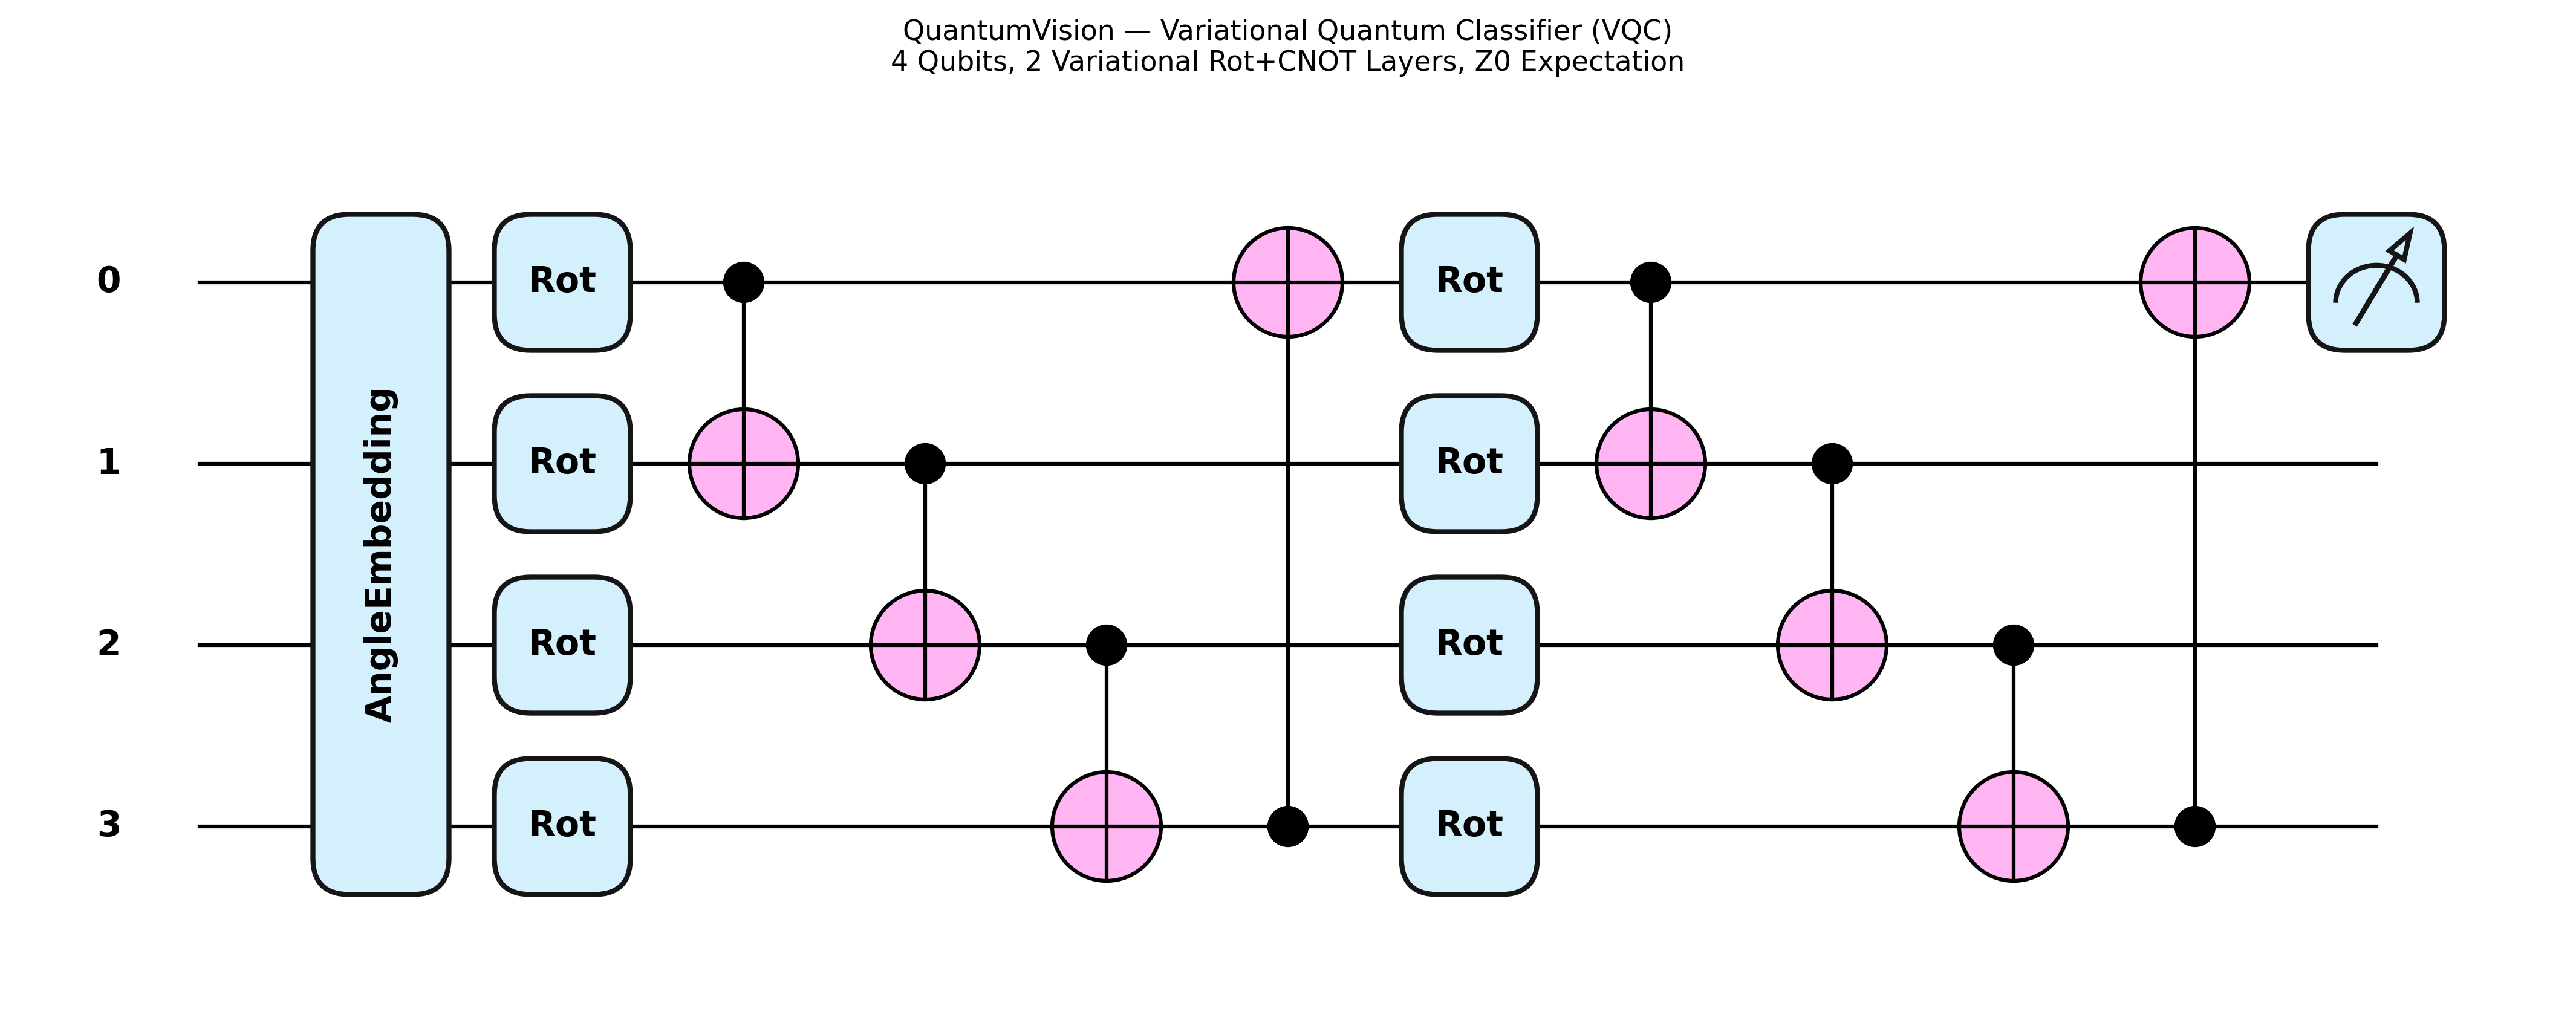 QuantumVision — Variational Quantum Classifier (VQC)
4 Qubits, 2 Variational Rot+CNOT Layers, Z0 Expectation
AngleEmbedding
0
Rot
Rot
1
Rot
Rot
2
Rot
Rot
3
Rot
Rot